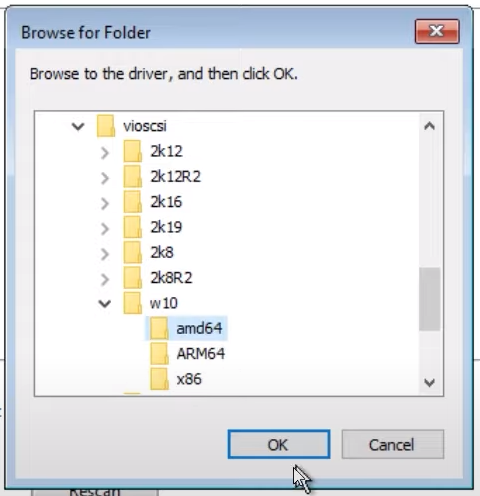 Browse for Folder
Browse to the driver, and then click OK.
vioscsi
2k12
2k12R2
2k16
2k19
2k8
2k8R2
w10
amd64
ARM64
x86
OK
Cancel
Rescan